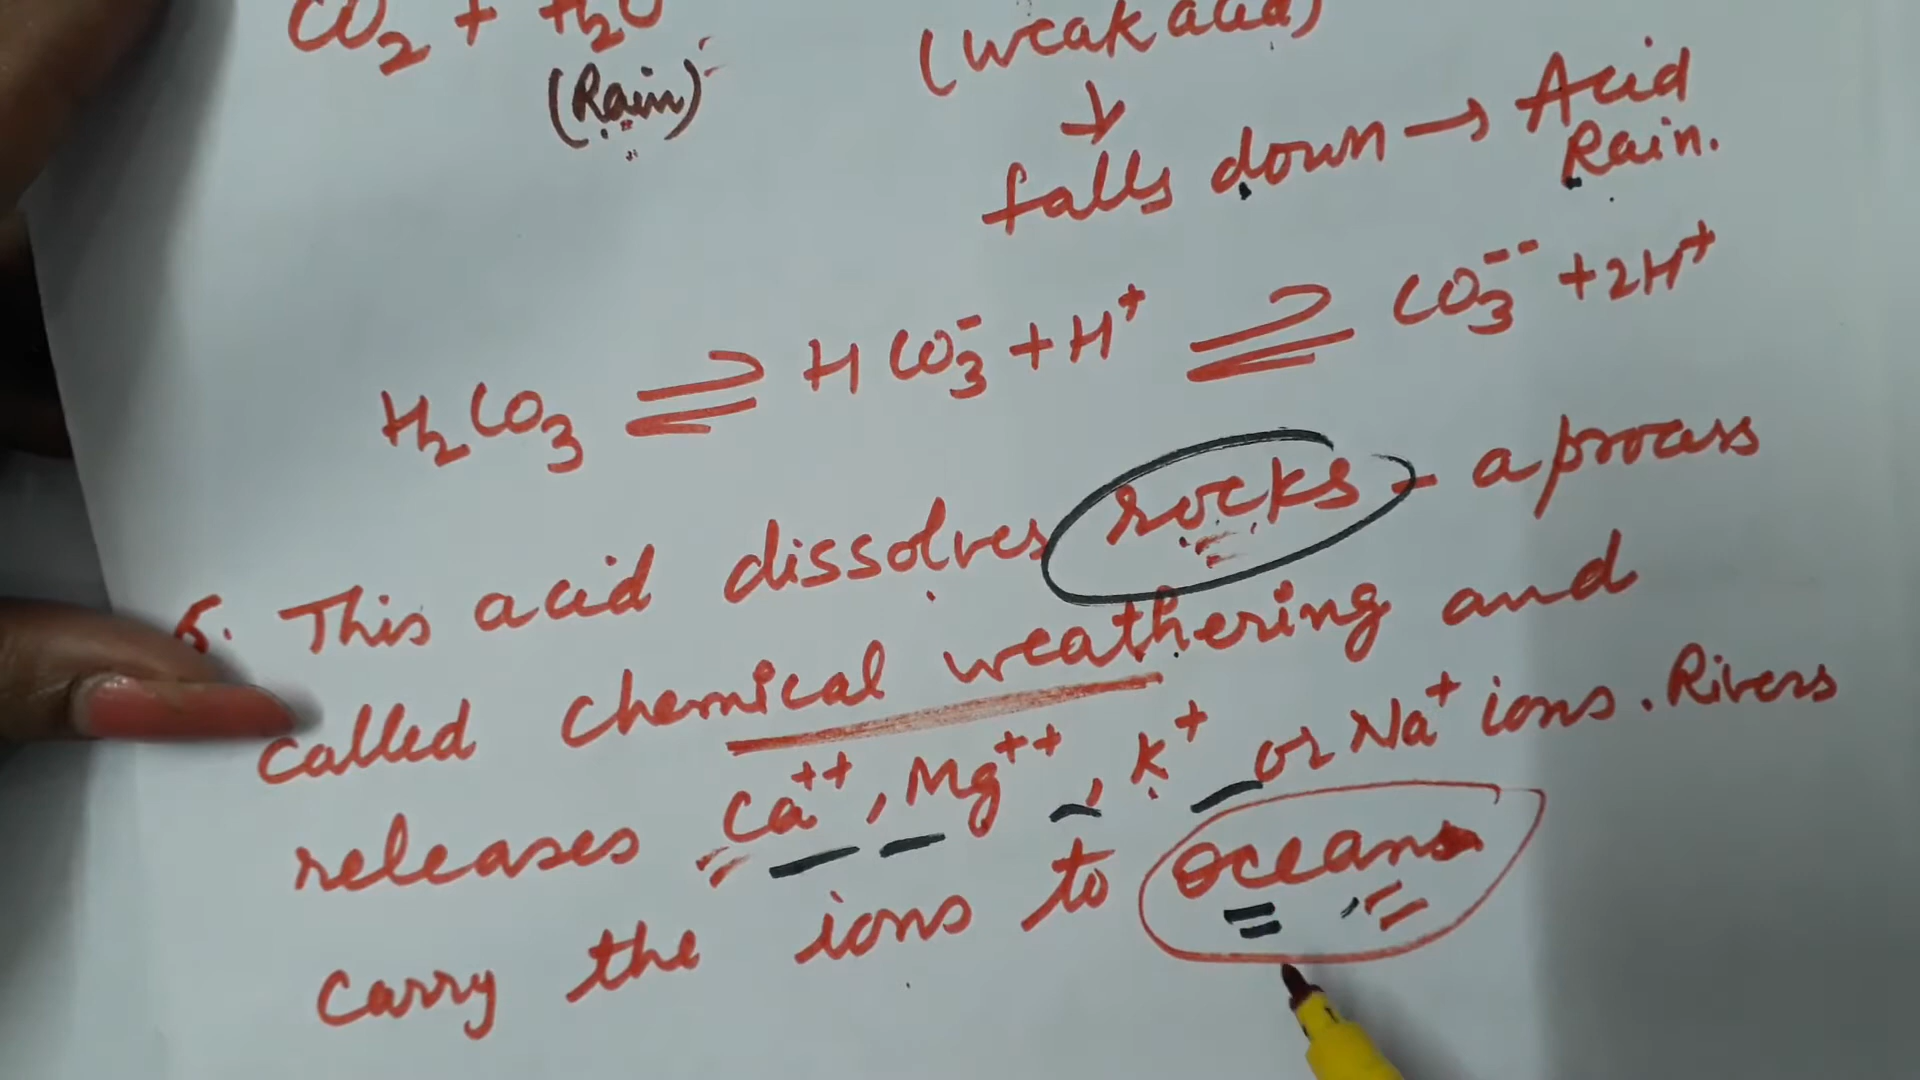 CO₂ + H₂O
(Rain)
(weak acid)
↓
falls down → Acid
Rain.
H₂CO₃ ⇌ HCO₃⁻ + H⁺ ⇌ CO₃⁻⁻ + 2H⁺
5. This acid dissolves rocks - a process
called chemical weathering and
releases Ca⁺⁺, Mg⁺⁺, K⁺ or Na⁺ ions. Rivers
carry the ions to oceans